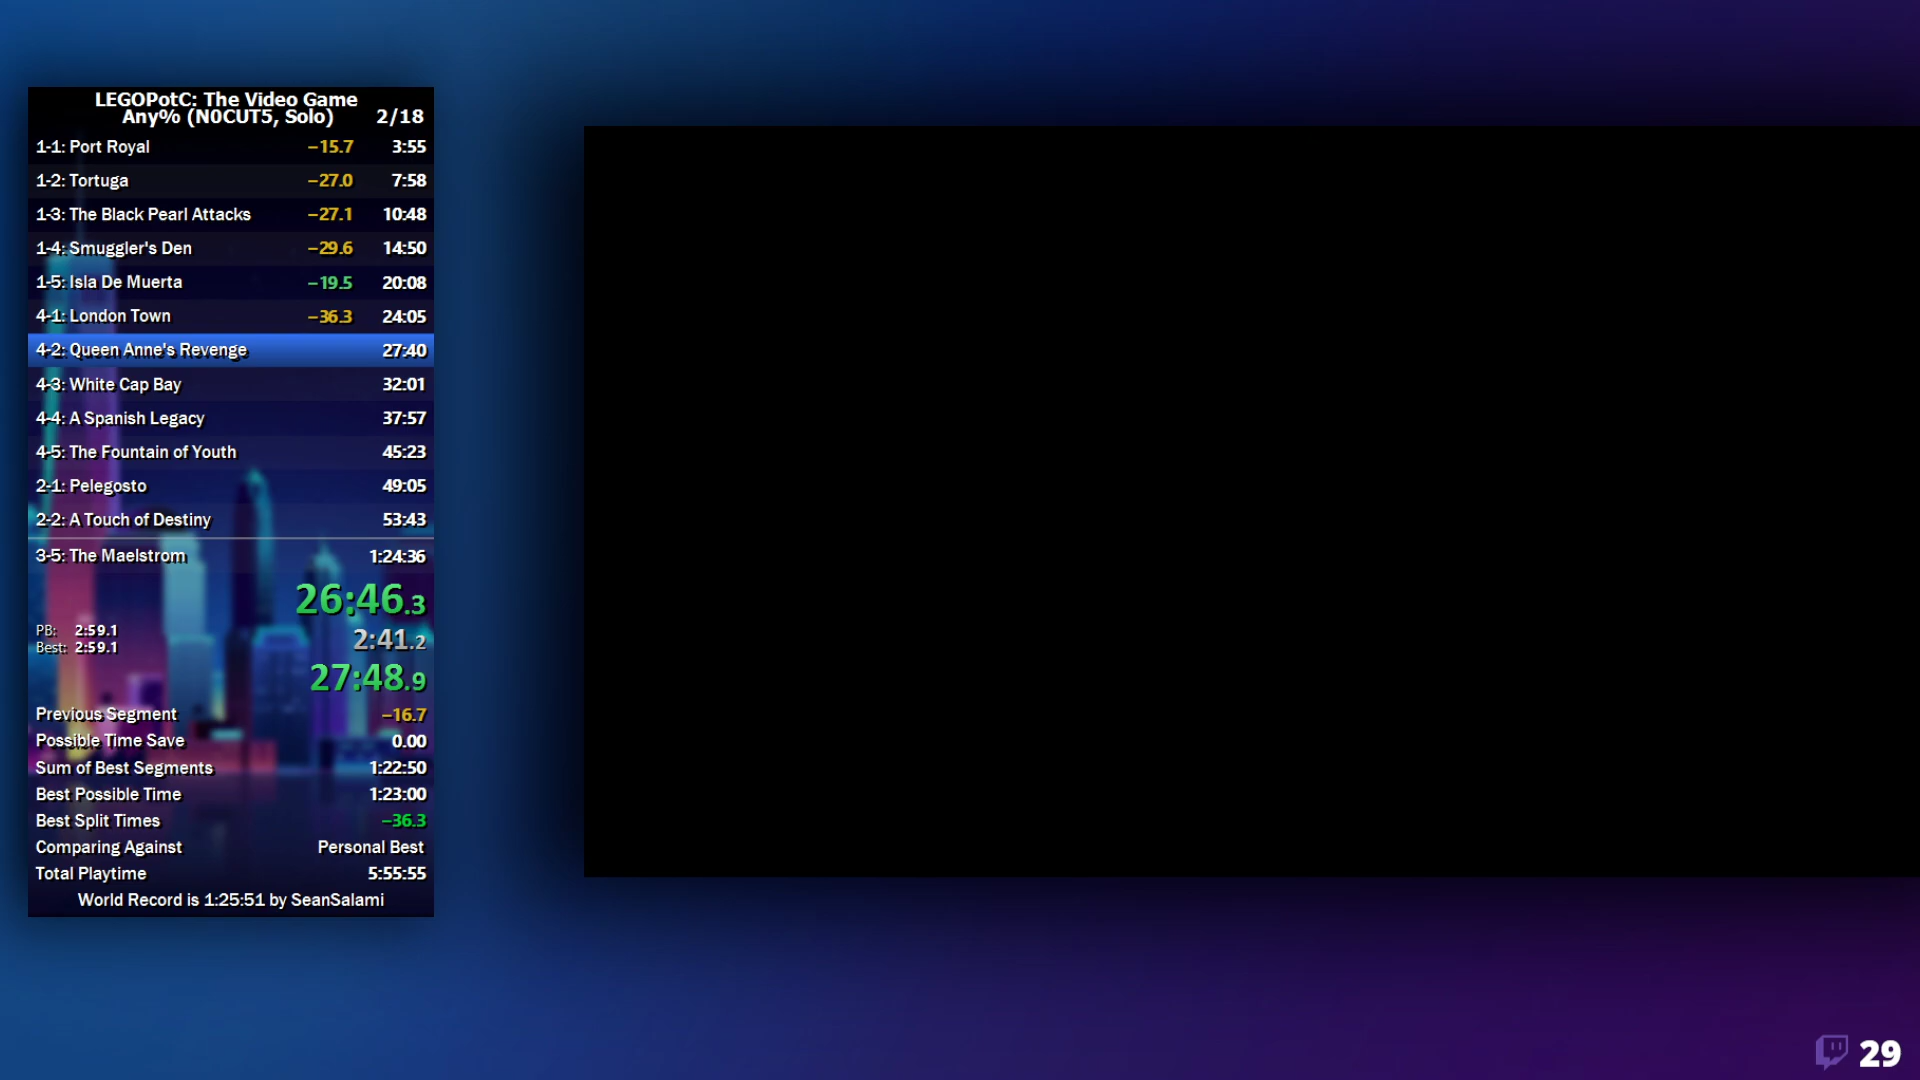 LEGOPotC: The Video Game
Any% (N0CUT5, Solo) 2/18
1-1: Port Royal −15.7 3:55
1-2: Tortuga −27.0 7:58
1-3: The Black Pearl Attacks −27.1 10:48
1-4: Smuggler's Den −29.6 14:50
1-5: Isla De Muerta −19.5 20:08
4-1: London Town −36.3 24:05
4-2: Queen Anne's Revenge 27:40
4-3: White Cap Bay 32:01
4-4: A Spanish Legacy 37:57
4-5: The Fountain of Youth 45:23
2-1: Pelegosto 49:05
2-2: A Touch of Destiny 53:43
3-5: The Maelstrom 1:24:36
26:46.3
PB: 2:59.1
2:41.2
Best: 2:59.1
27:48.9
Previous Segment −16.7
Possible Time Save 0.00
Sum of Best Segments 1:22:50
Best Possible Time 1:23:00
Best Split Times −36.3
Comparing Against Personal Best
Total Playtime 5:55:55
World Record is 1:25:51 by SeanSalami
29